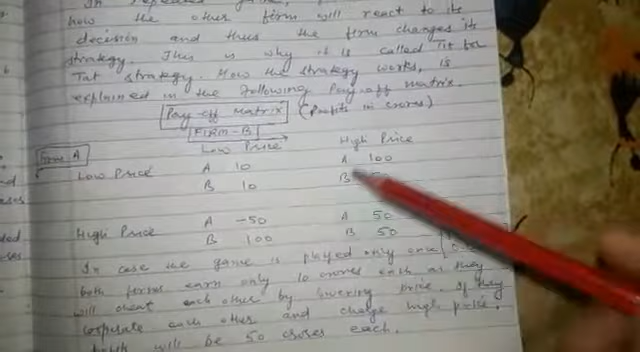 In repeated
how the other firm will react to its
decision and thus the firm changes its
strategy. This is why it is called Tit for
Tat strategy. How the strategy works, is
explained in the following Pay-off matrix.
Pay-off Matrix (Profits in crores)
FIRM-B
Firm A Low Price High Price
Low Price A 10 A 100
B 10 B
High Price A -50 A 50
B 100 B 50
In case the game is played only once
both firms earn only 10 crores each as they
will cheat each other by lowering price. If they
cooperate each other and charge high price,
will be 50 crores each.